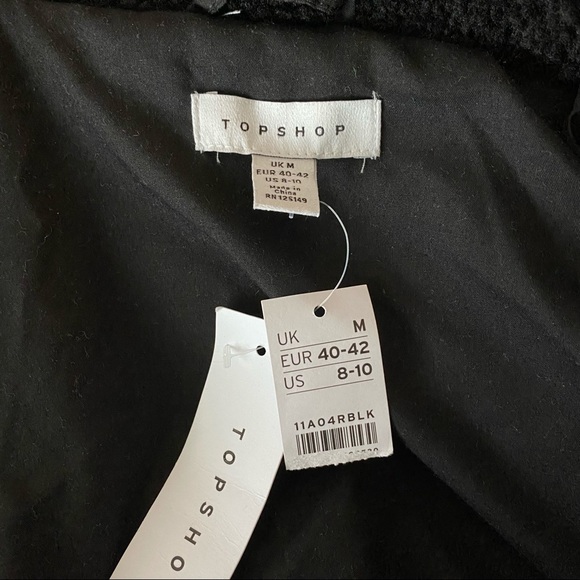 TOPSHOP
UK M
EUR 40-42
US 8-10
Made in
China
RN 125149
UK M
EUR 40-42
US 8-10
11A04RBLK
TOPSHO